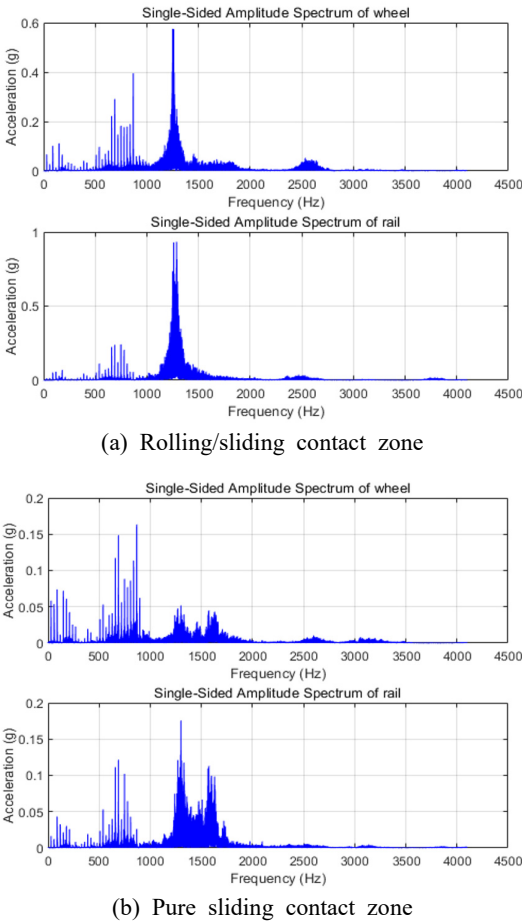 Single-Sided Amplitude Spectrum of wheel
0.6
0.4
0.2
0
Acceleration (g)
0 500 1000 1500 2000 2500 3000 3500 4000 4500
Frequency (Hz)
Single-Sided Amplitude Spectrum of rail
1
0.5
0
Acceleration (g)
0 500 1000 1500 2000 2500 3000 3500 4000 4500
Frequency (Hz)
(a) Rolling/sliding contact zone
Single-Sided Amplitude Spectrum of wheel
0.2
0.15
0.1
0.05
0
Acceleration (g)
0 500 1000 1500 2000 2500 3000 3500 4000 4500
Frequency (Hz)
Single-Sided Amplitude Spectrum of rail
0.2
0.15
0.1
0.05
0
Acceleration (g)
0 500 1000 1500 2000 2500 3000 3500 4000 4500
Frequency (Hz)
(b) Pure sliding contact zone